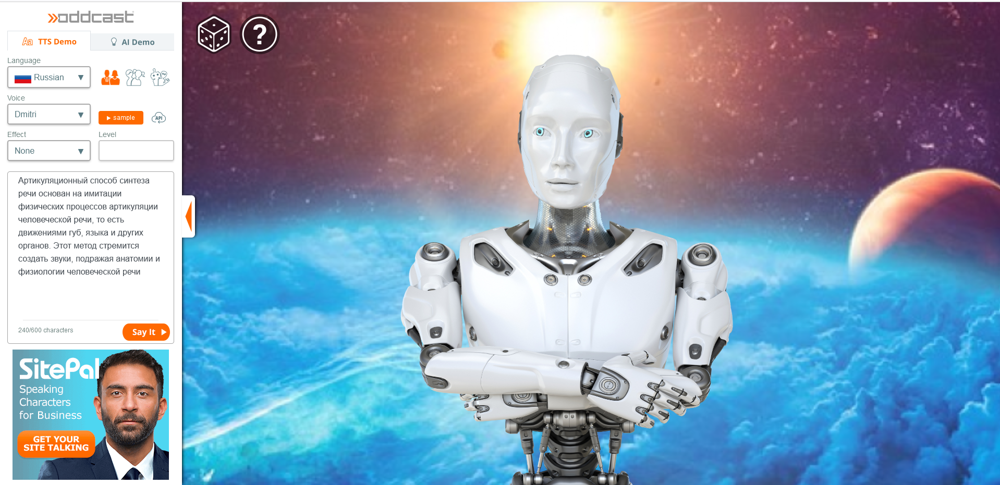 oddcast
Aa TTS Demo
AI Demo
Language
Russian
Voice
Dmitri
sample
API
Effect
Level
None
Артикуляционный способ синтеза
речи основан на имитации
физических процессов артикуляции
человеческой речи, то есть
движениями губ, языка и других
органов. Этот метод стремится
создать звуки, подражая анатомии и
физиологии человеческой речи
240/600 characters
Say It
SitePal
Speaking
Characters
for Business
GET YOUR
SITE TALKING
?